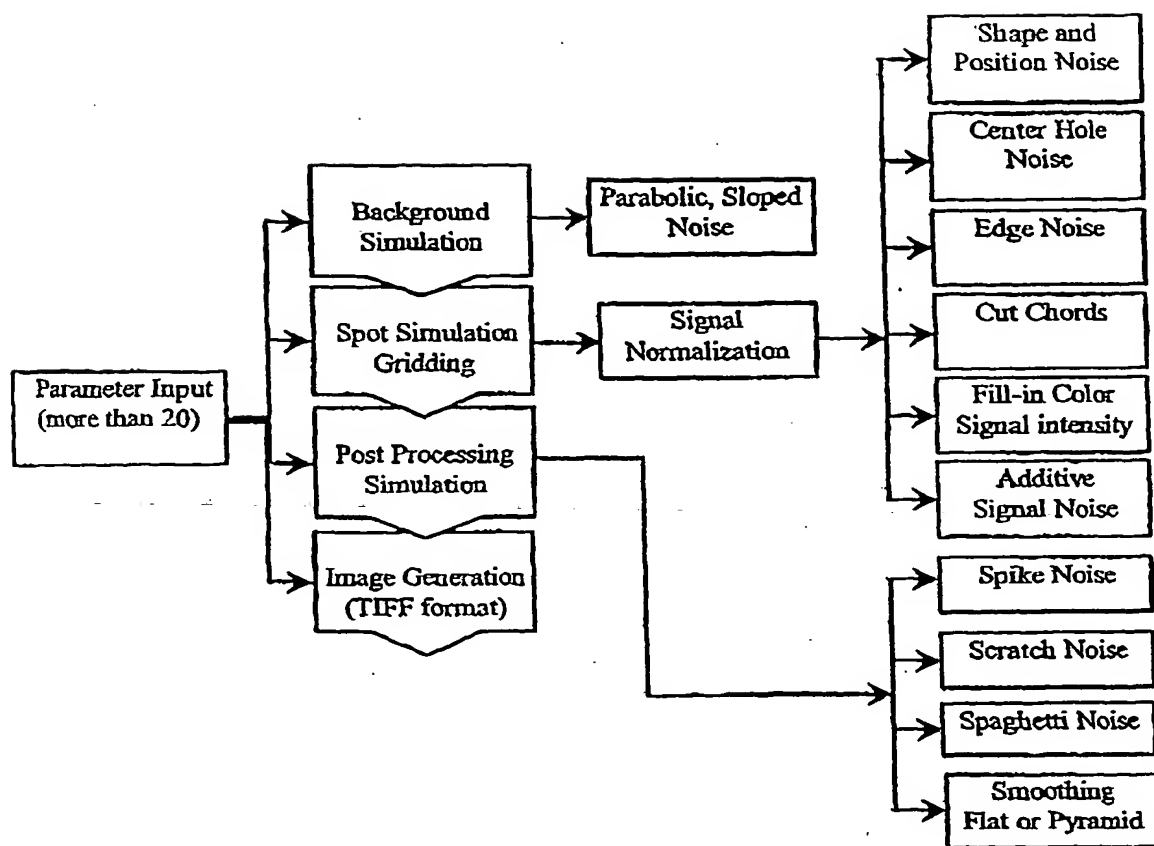 Parameter Input
(more than 20)
Background
Simulation
Spot Simulation
Gridding
Post Processing
Simulation
Image Generation
(TIFF format)
Parabolic, Sloped
Noise
Signal
Normalization
Shape and
Position Noise
Center Hole
Noise
Edge Noise
Cut Chords
Fill-in Color
Signal intensity
Additive
Signal Noise
Spike Noise
Scratch Noise
Spaghetti Noise
Smoothing
Flat or Pyramid